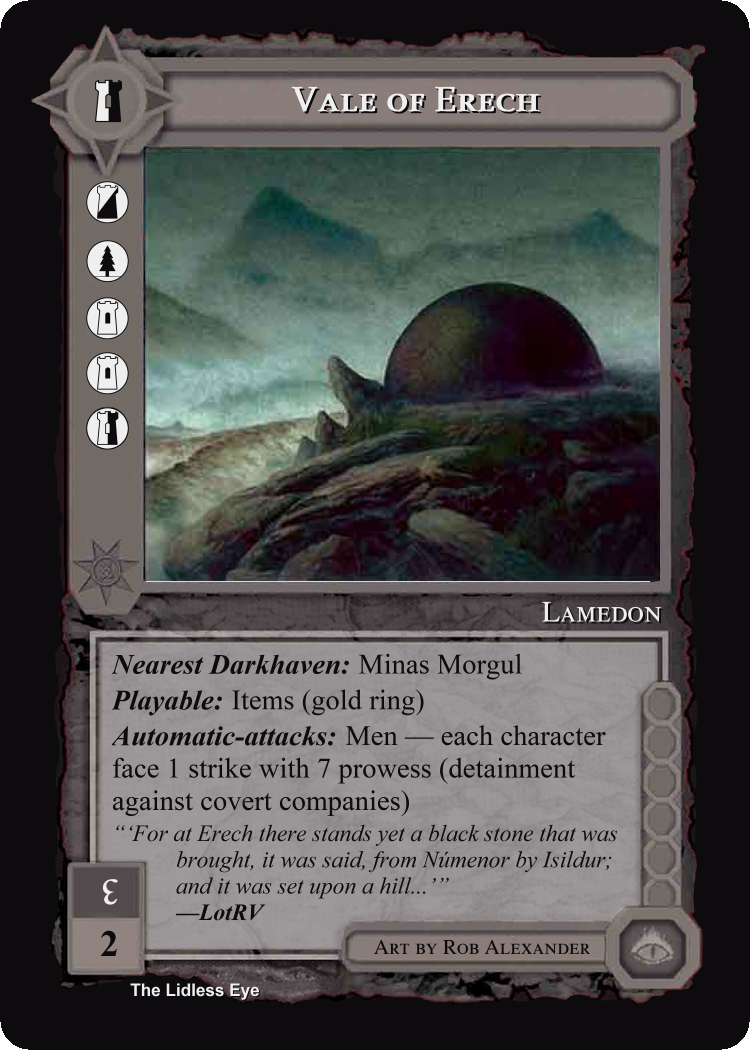 Vale of Erech
Lamedon
Nearest Darkhaven: Minas Morgul
Playable: Items (gold ring)
Automatic-attacks: Men — each character
face 1 strike with 7 prowess (detainment
against covert companies)
“‘For at Erech there stands yet a black stone that was
brought, it was said, from Númenor by Isildur;
and it was set upon a hill...’”
—LotRV
ε
2
Art by Rob Alexander
The Lidless Eye